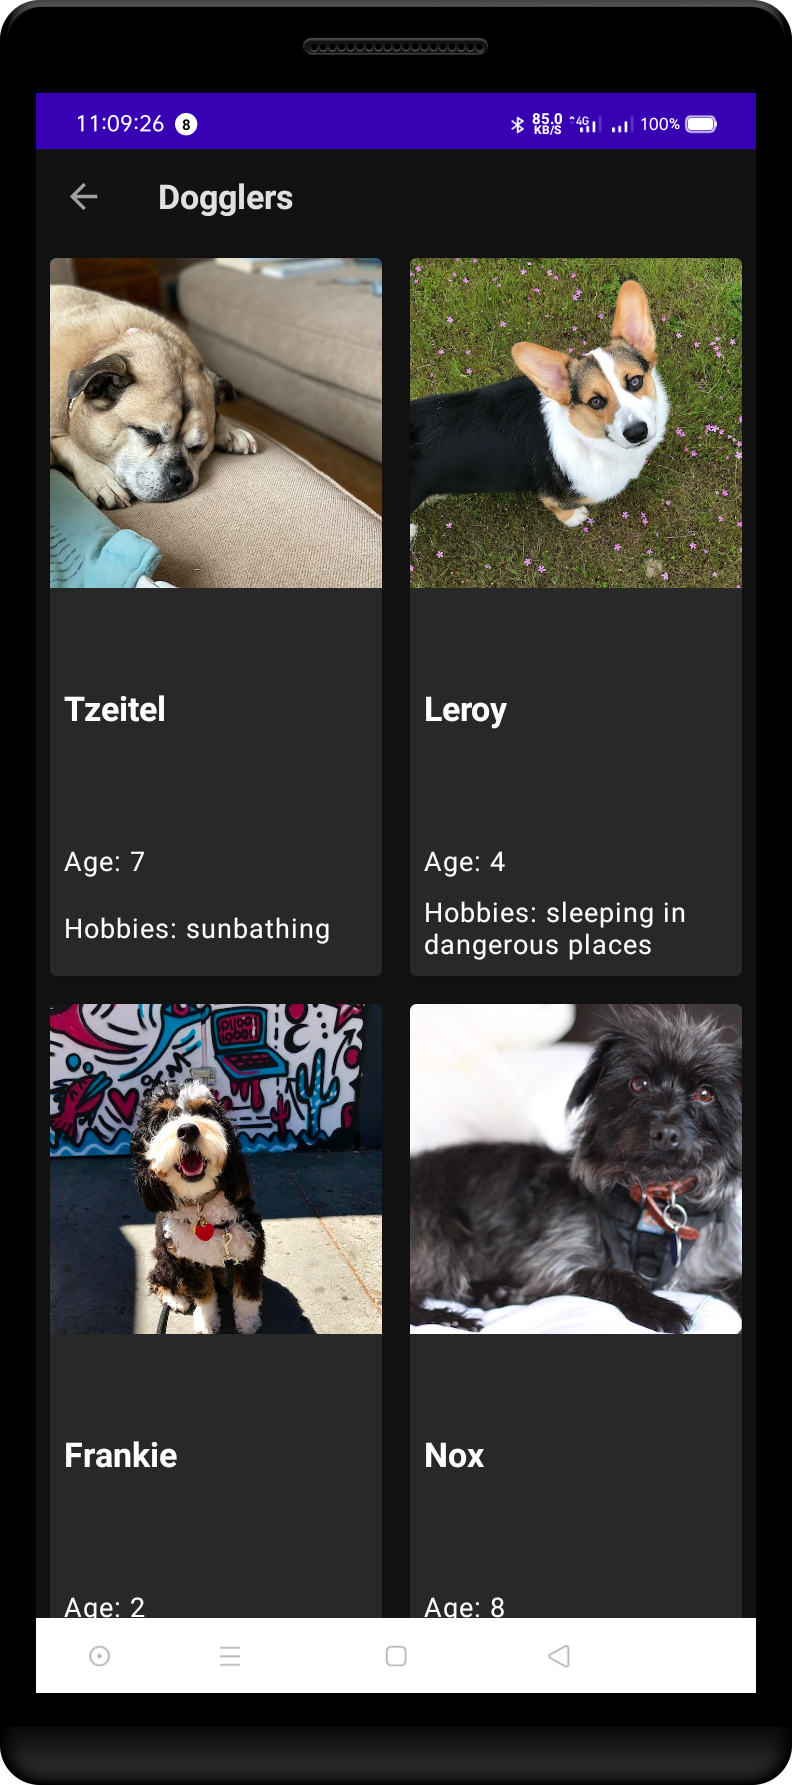 11:09:26 8 85.0 KB/S 4G 100%
Dogglers
Tzeitel
Age: 7
Hobbies: sunbathing
Leroy
Age: 4
Hobbies: sleeping in
dangerous places
Frankie
Age: 2
Nox
Age: 8